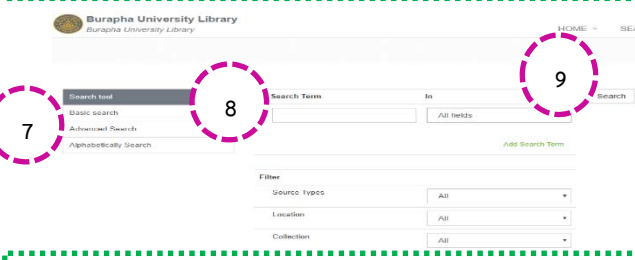 Burapha University Library
Burapha University Library
HOME
SEA
9
Search tool
8
Search Term
In
Search
7
Basic search
All fields
Advanced Search
Alphabetically Search
Add Search Term
Filter
Source Types
All
Location
All
Collection
All